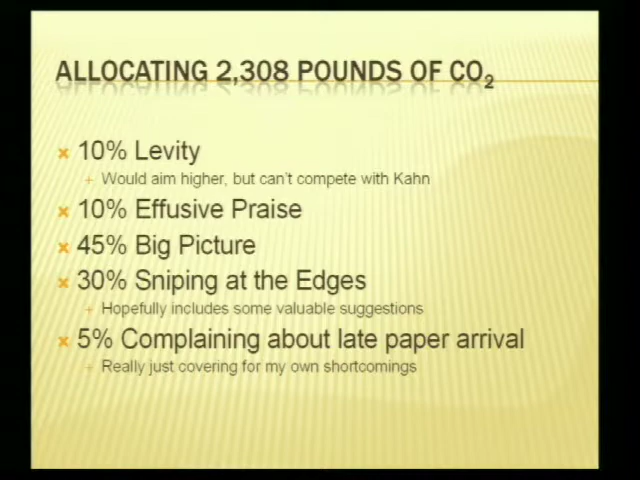 ALLOCATING 2,308 POUNDS OF CO₂
10% Levity
Would aim higher, but can't compete with Kahn
10% Effusive Praise
45% Big Picture
30% Sniping at the Edges
Hopefully includes some valuable suggestions
5% Complaining about late paper arrival
Really just covering for my own shortcomings